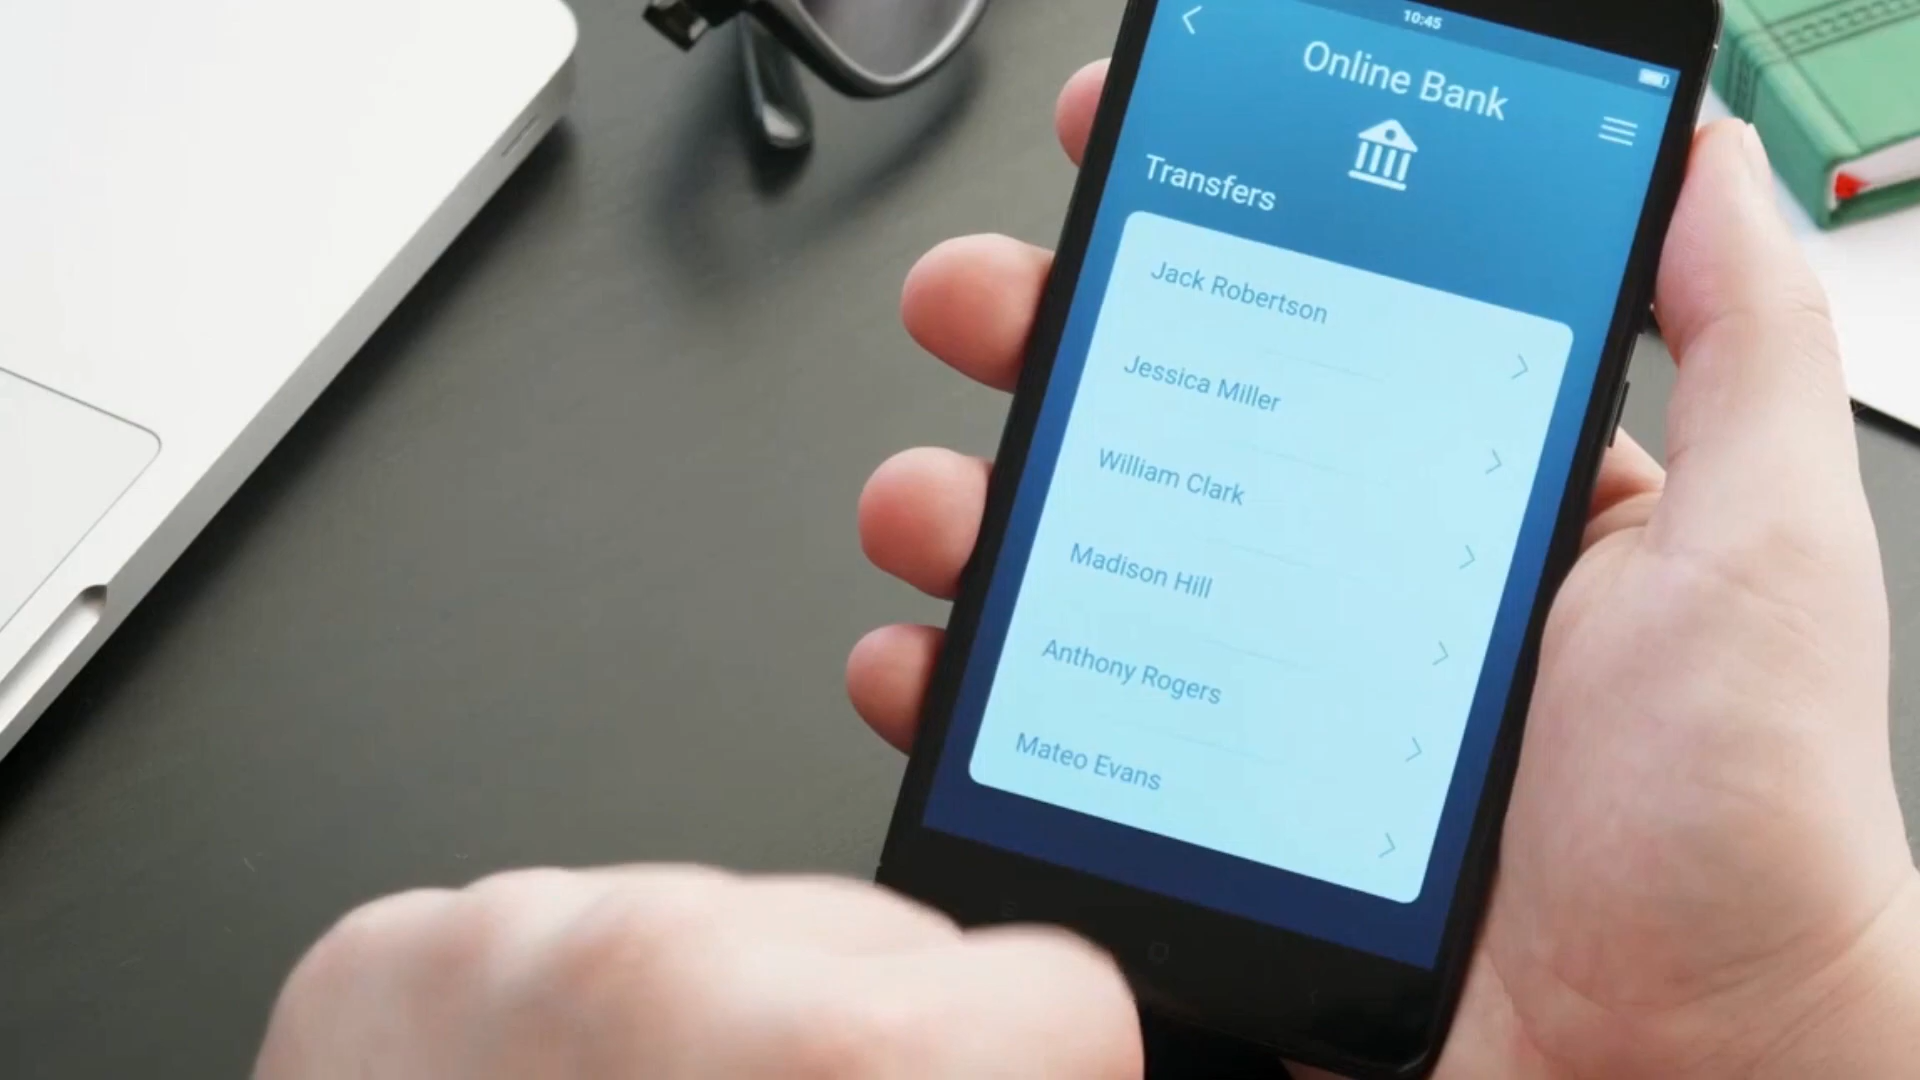 10:45
Online Bank
Transfers
Jack Robertson
Jessica Miller
William Clark
Madison Hill
Anthony Rogers
Mateo Evans